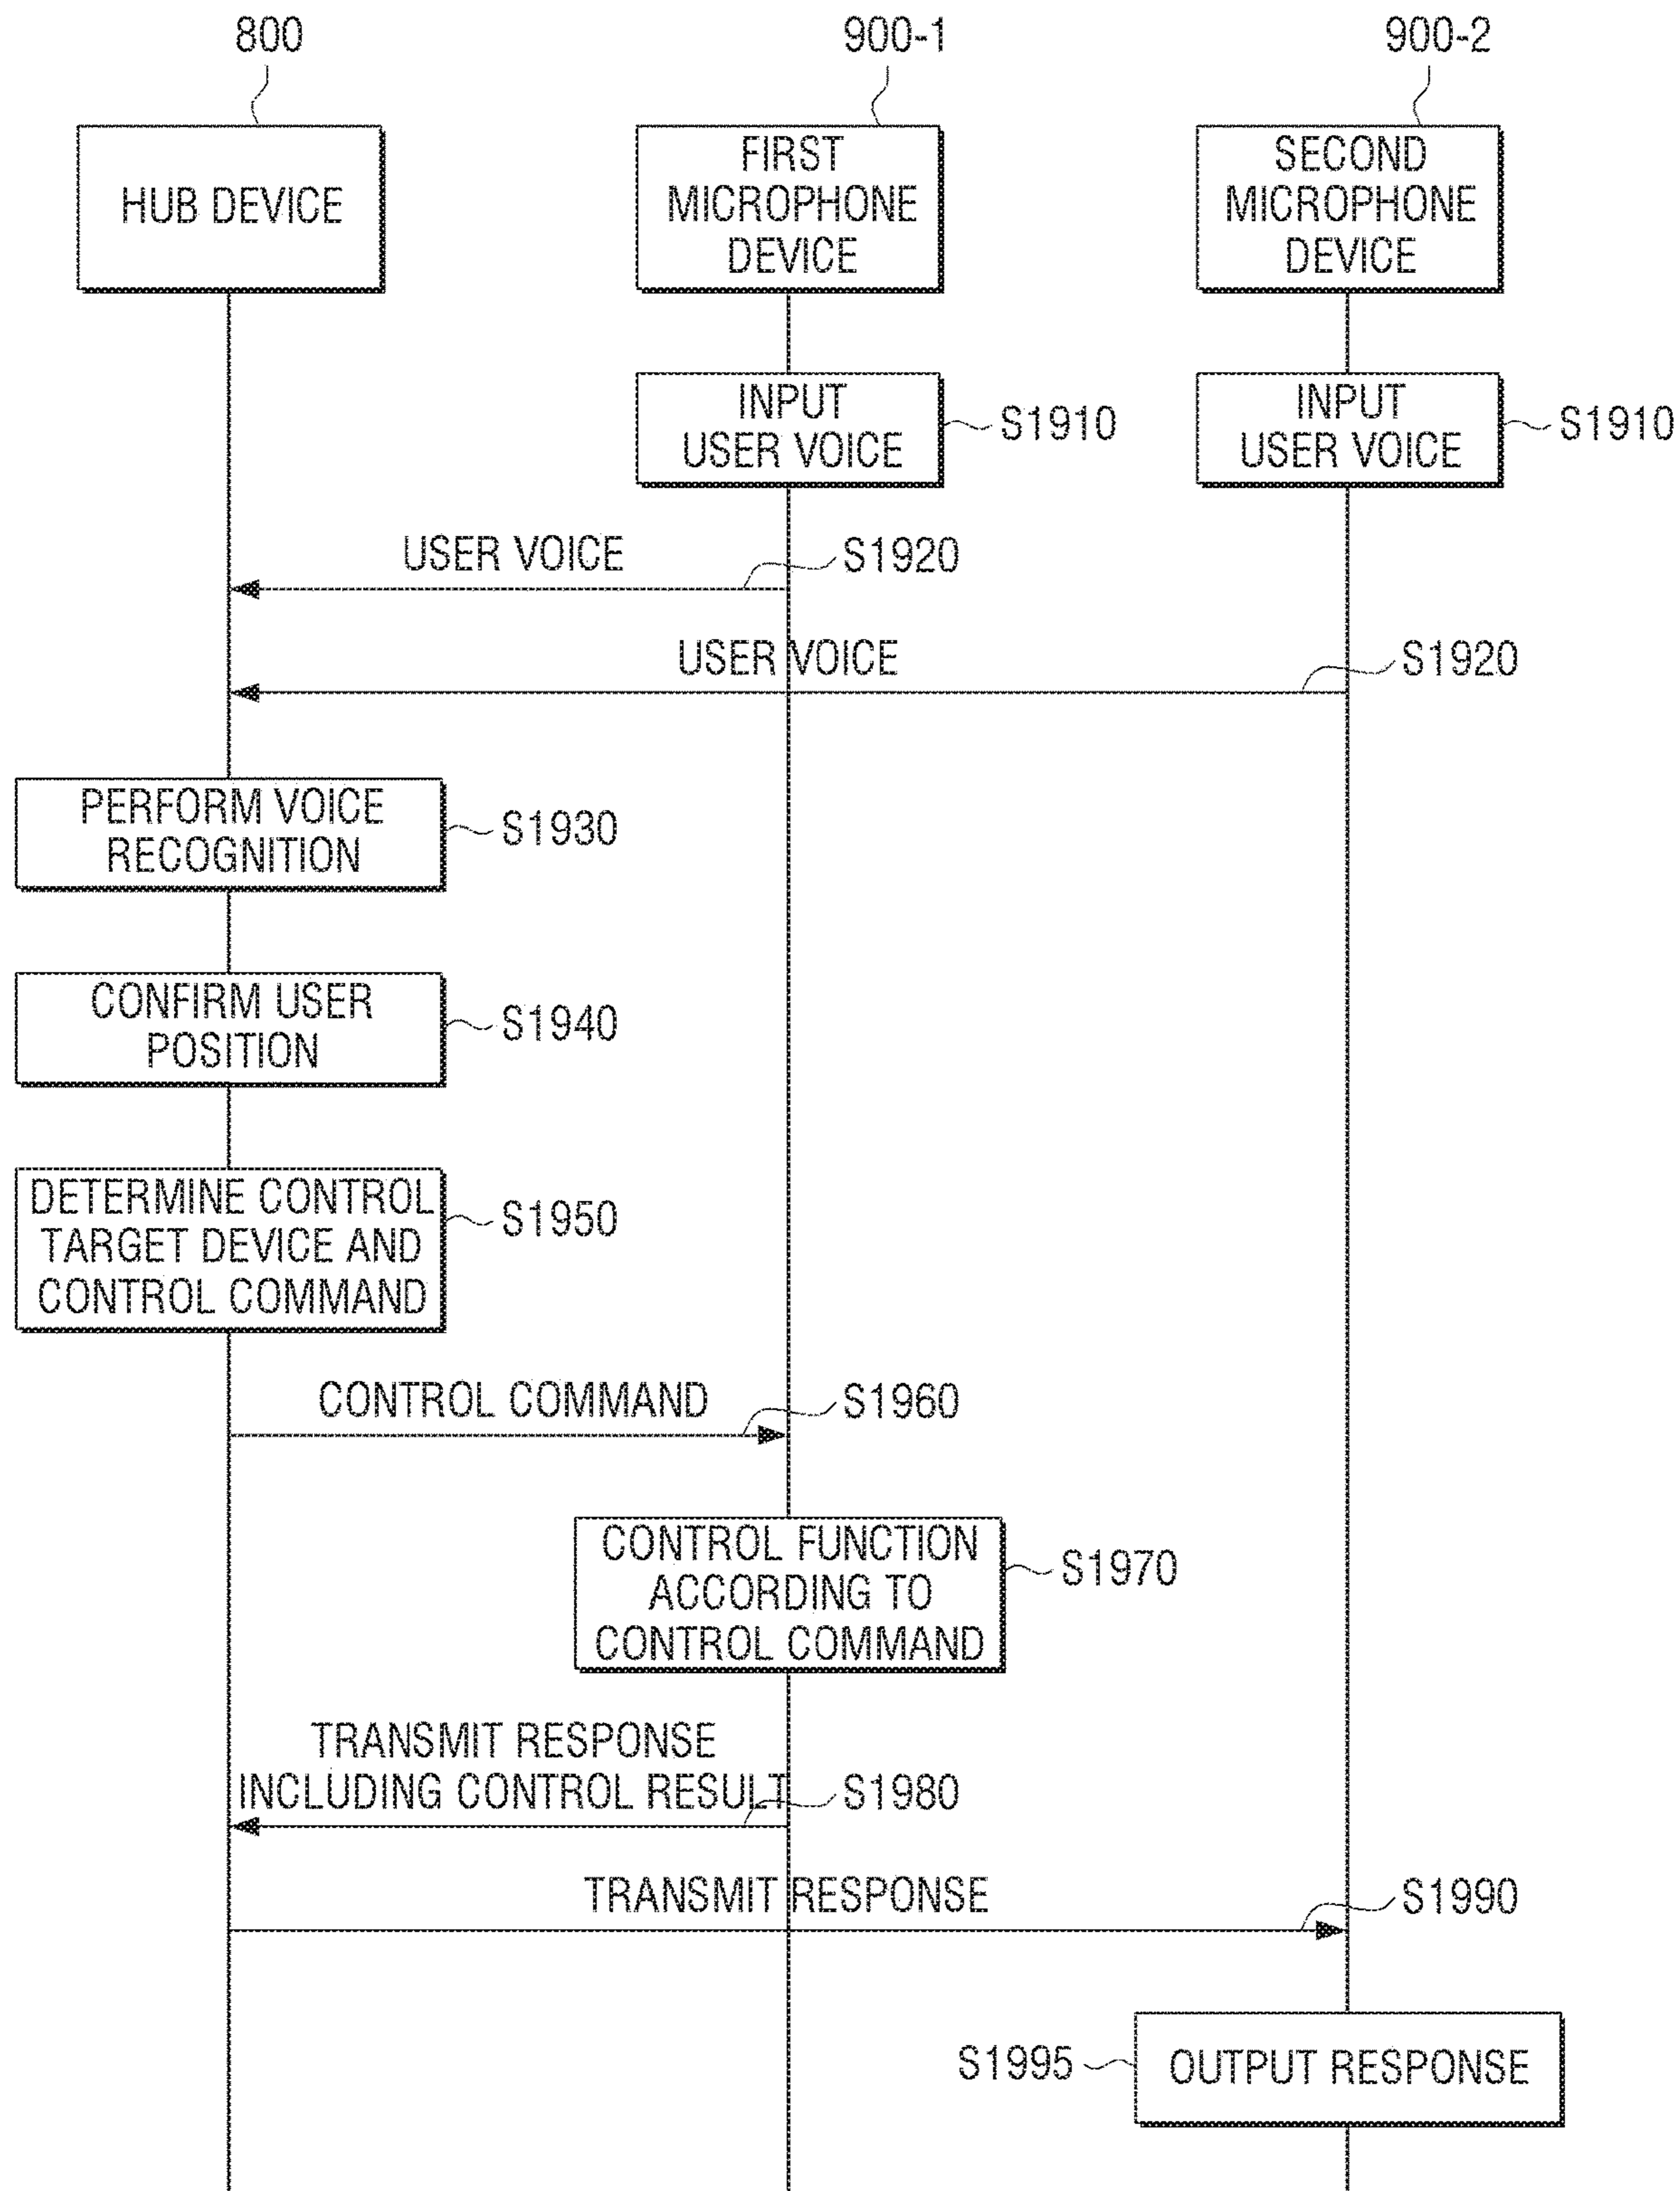 800
900-1
900-2
HUB DEVICE
FIRST
MICROPHONE
DEVICE
SECOND
MICROPHONE
DEVICE
INPUT
USER VOICE
S1910
INPUT
USER VOICE
S1910
USER VOICE
S1920
USER VOICE
S1920
PERFORM VOICE
RECOGNITION
S1930
CONFIRM USER
POSITION
S1940
DETERMINE CONTROL
TARGET DEVICE AND
CONTROL COMMAND
S1950
CONTROL COMMAND
S1960
CONTROL FUNCTION
ACCORDING TO
CONTROL COMMAND
S1970
TRANSMIT RESPONSE
INCLUDING CONTROL RESULT
S1980
TRANSMIT RESPONSE
S1990
S1995
OUTPUT RESPONSE